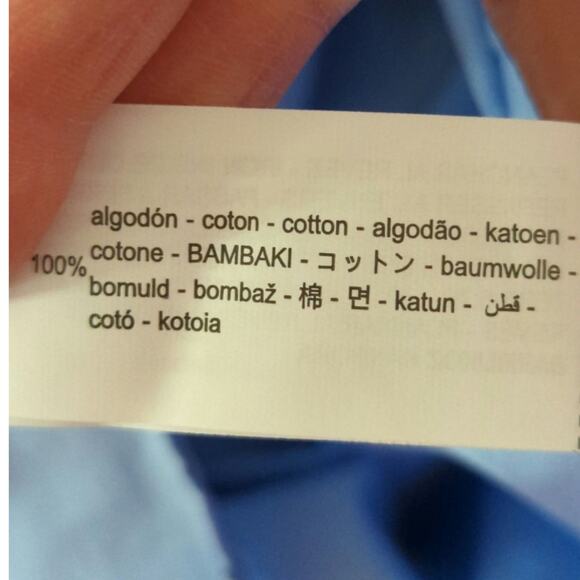 algodón - coton - cotton - algodão - katoen -
100% cotone - BAMBAKI - コットン - baumwolle -
bomuld - bombaž - 棉 - 면 - katun - قطن -
cotó - kotoia